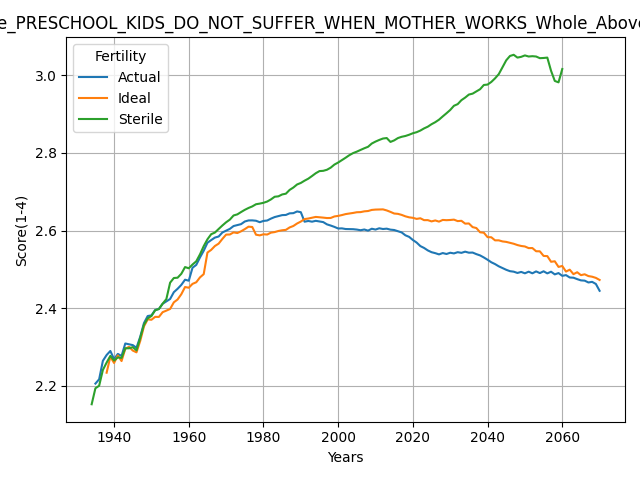 e_PRESCHOOL_KIDS_DO_NOT_SUFFER_WHEN_MOTHER_WORKS_Whole_Above
Fertility
Actual
Ideal
Sterile
Score(1-4)
3.0
2.8
2.6
2.4
2.2
1940 1960 1980 2000 2020 2040 2060
Years